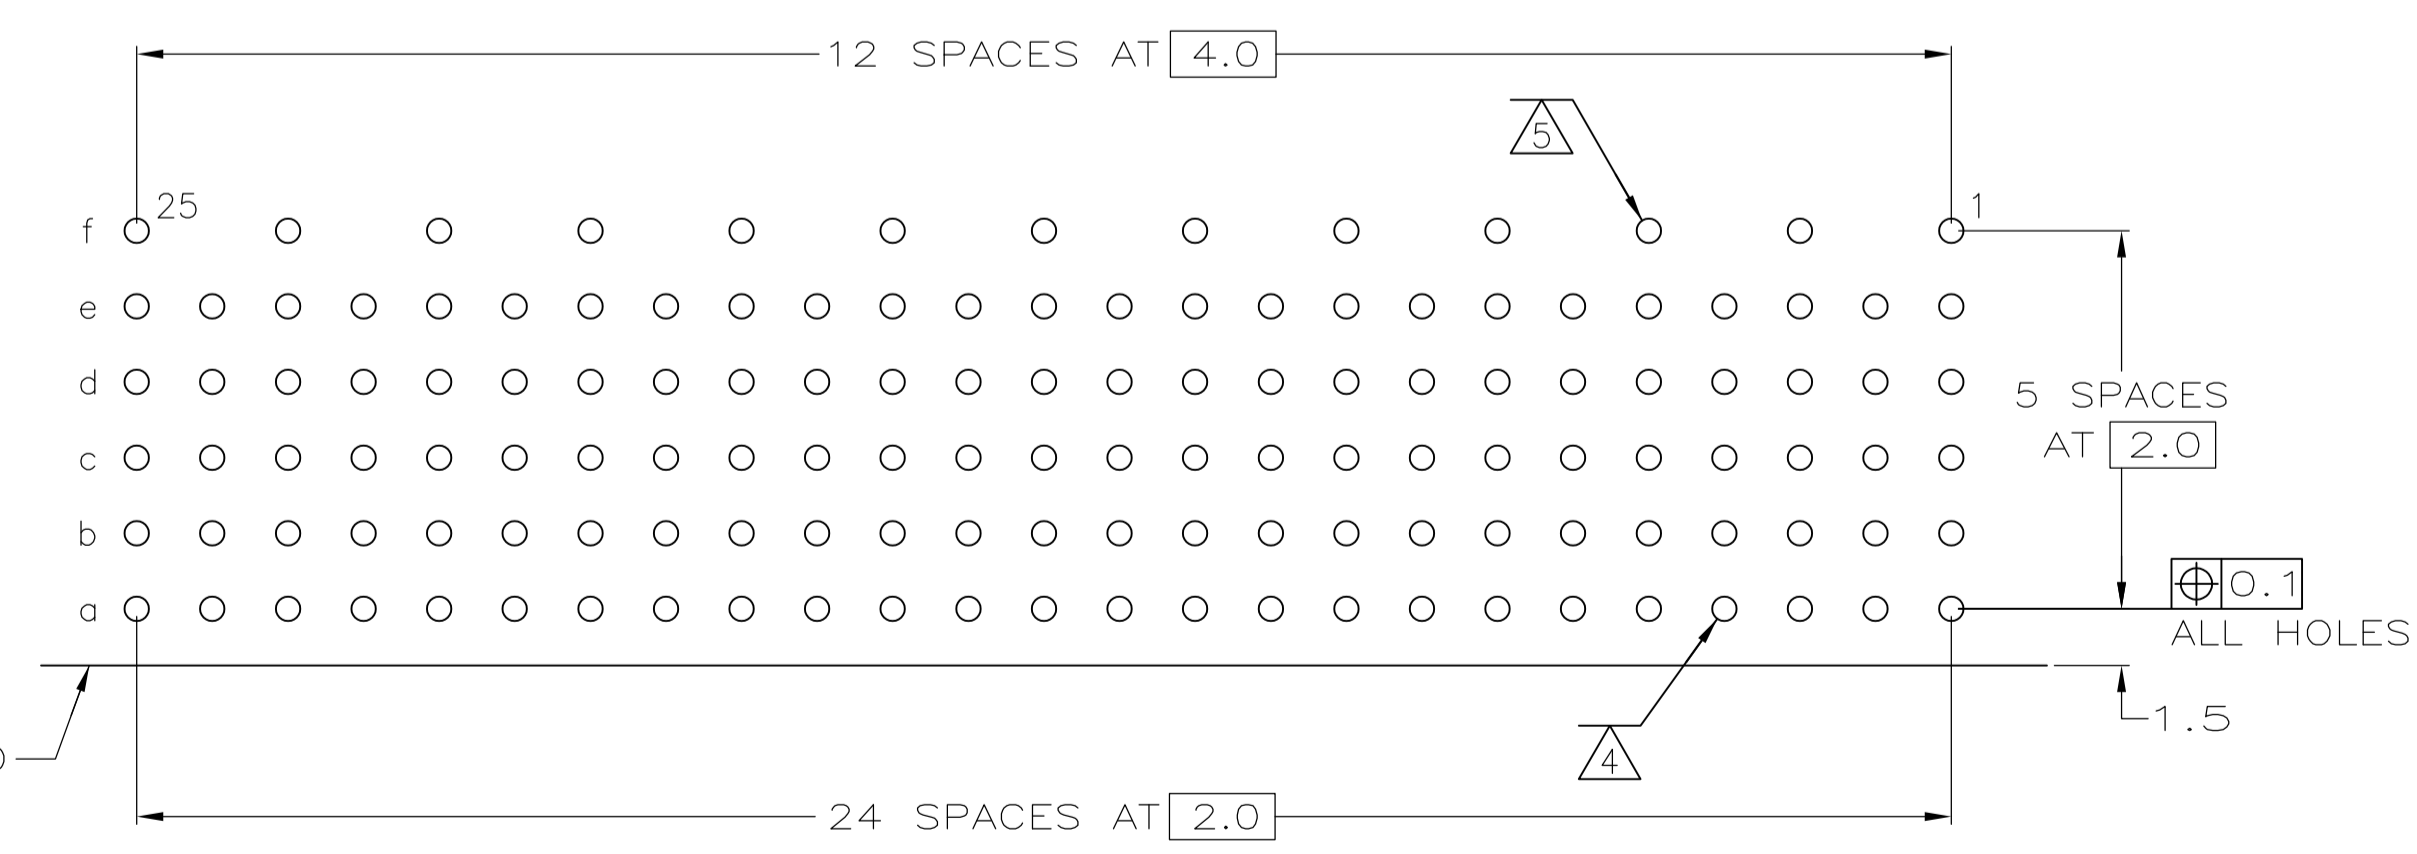 12 SPACES AT 4.0
5
25
1
f
e
d
5 SPACES
AT 2.0
c
b
0.1
a
ALL HOLES
1.5
4
24 SPACES AT 2.0